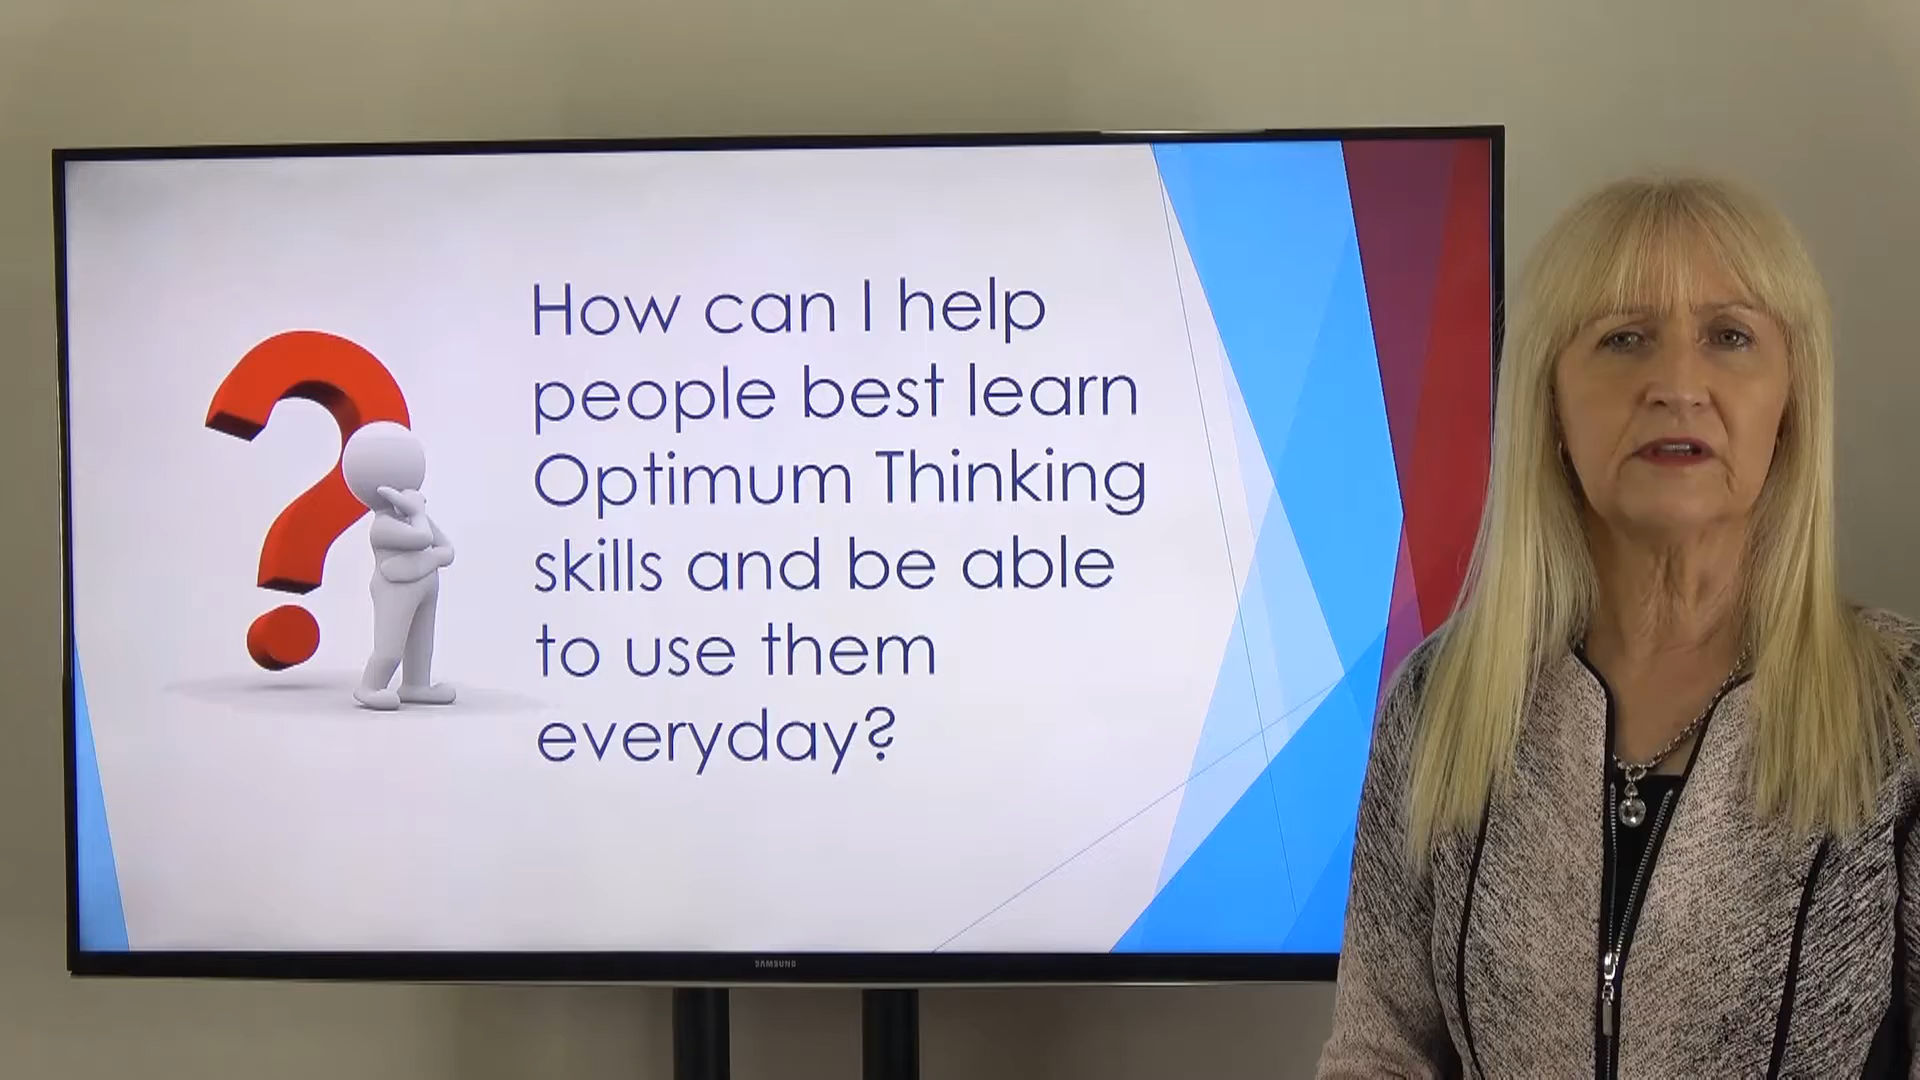 How can I help
people best learn
Optimum Thinking
skills and be able
to use them
everyday?
SAMSUNG